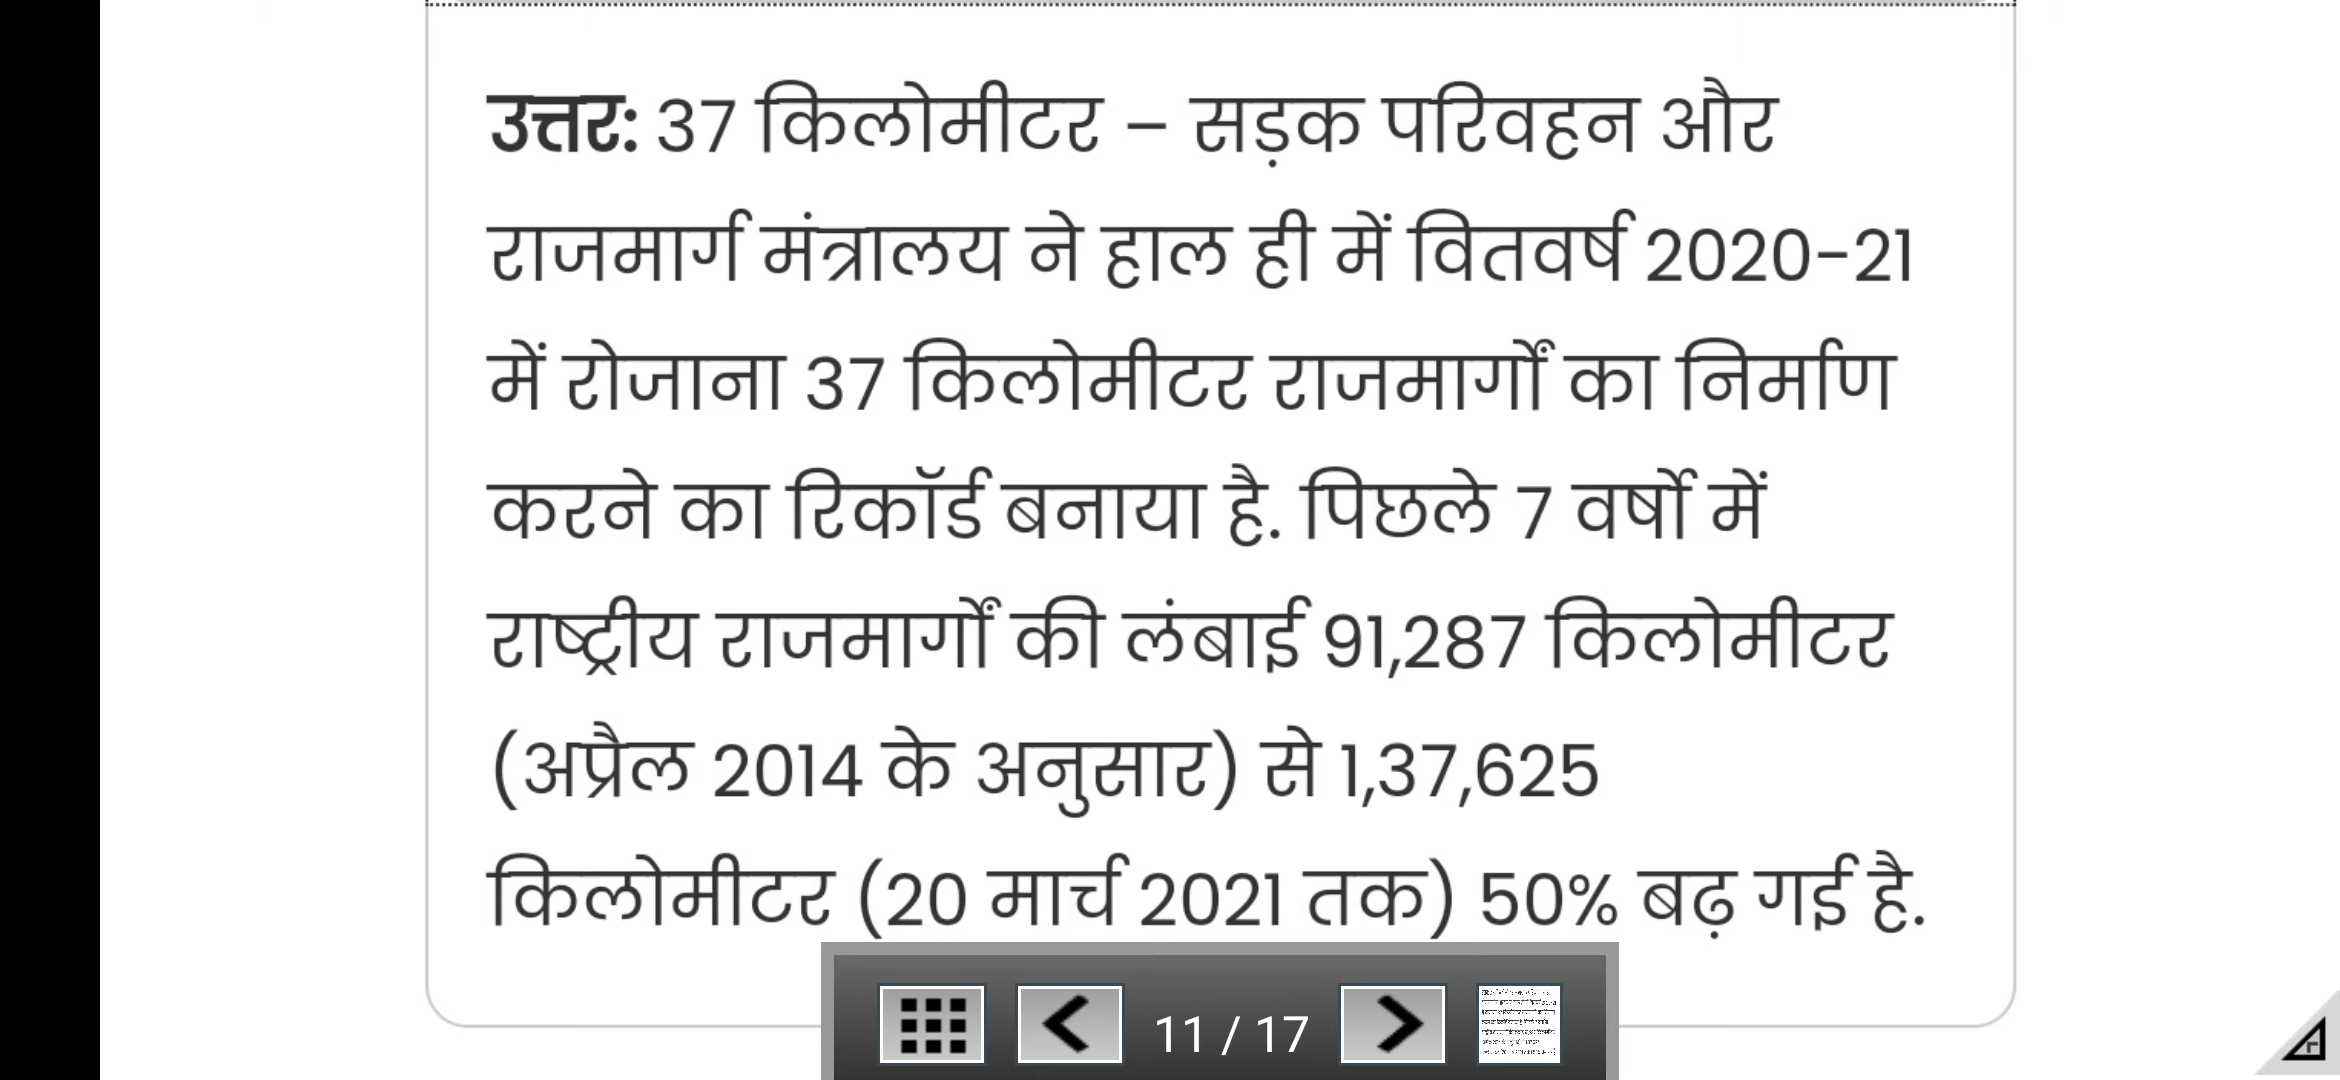 उत्तर: 37 किलोमीटर – सड़क परिवहन और
राजमार्ग मंत्रालय ने हाल ही में वितवर्ष 2020-21
में रोजाना 37 किलोमीटर राजमार्गों का निर्माण
करने का रिकॉर्ड बनाया है. पिछले 7 वर्षो में
राष्ट्रीय राजमार्गों की लंबाई 91,287 किलोमीटर
(अप्रैल 2014 के अनुसार) से 1,37,625
किलोमीटर (20 मार्च 2021 तक) 50% बढ़ गई है.
11 / 17